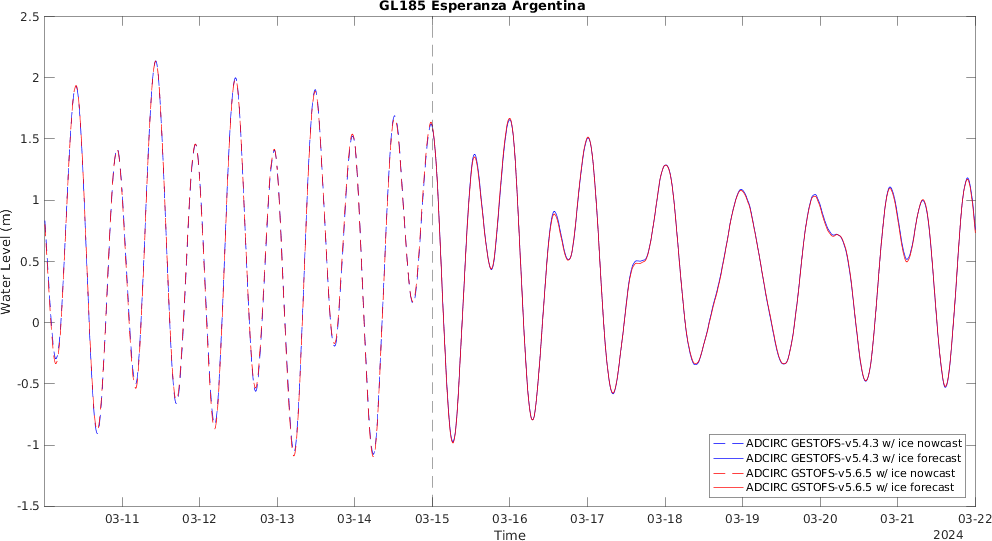 GL185 Esperanza Argentina
2.5
2
1.5
1
0.5
0
-0.5
-1
-1.5
Water Level (m)
03-11 03-12 03-13 03-14 03-15 03-16 03-17 03-18 03-19 03-20 03-21 03-22
Time
2024
ADCIRC GESTOFS-v5.4.3 w/ ice nowcast
ADCIRC GESTOFS-v5.4.3 w/ ice forecast
ADCIRC GSTOFS-v5.6.5 w/ ice nowcast
ADCIRC GSTOFS-v5.6.5 w/ ice forecast